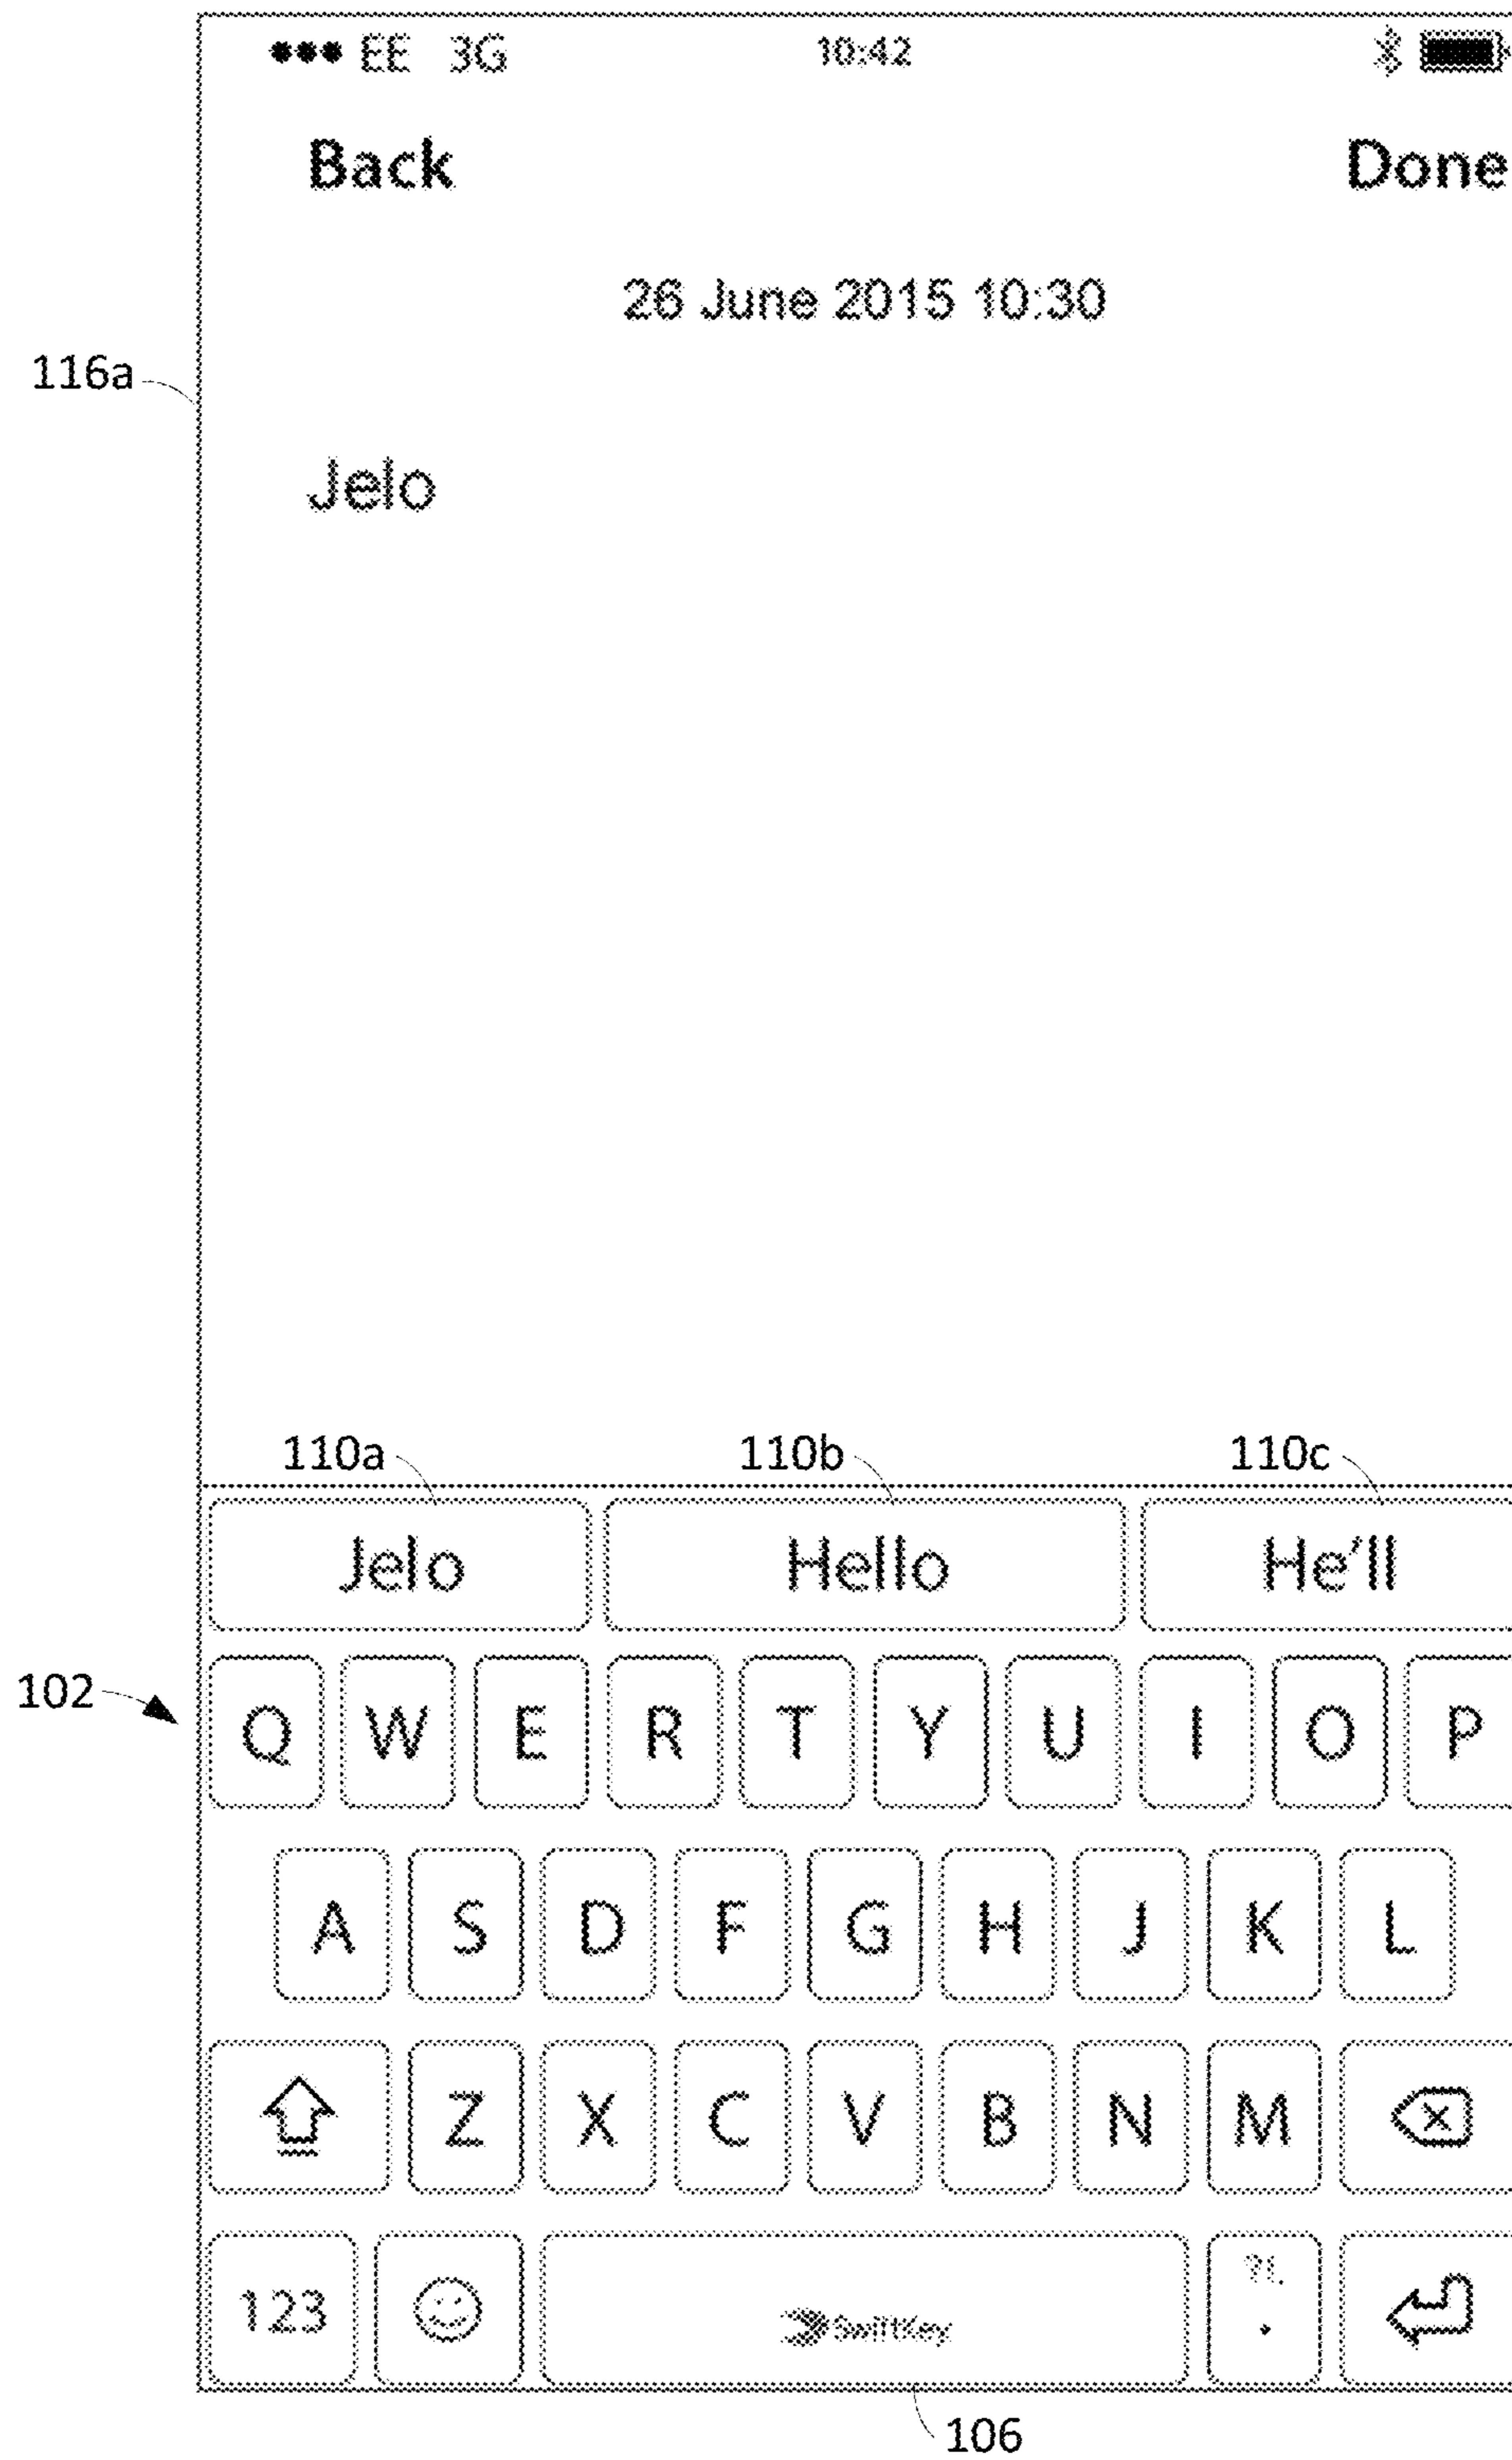 EE 3G 10:42
Back Done
26 June 2015 10:30
116a
Jelo
110a 110b 110c
Jelo Hello He'll
102
Q W E R T Y U I O P
A S D F G H J K L
Z X C V B N M
?!,
123 SwiftKey .
106